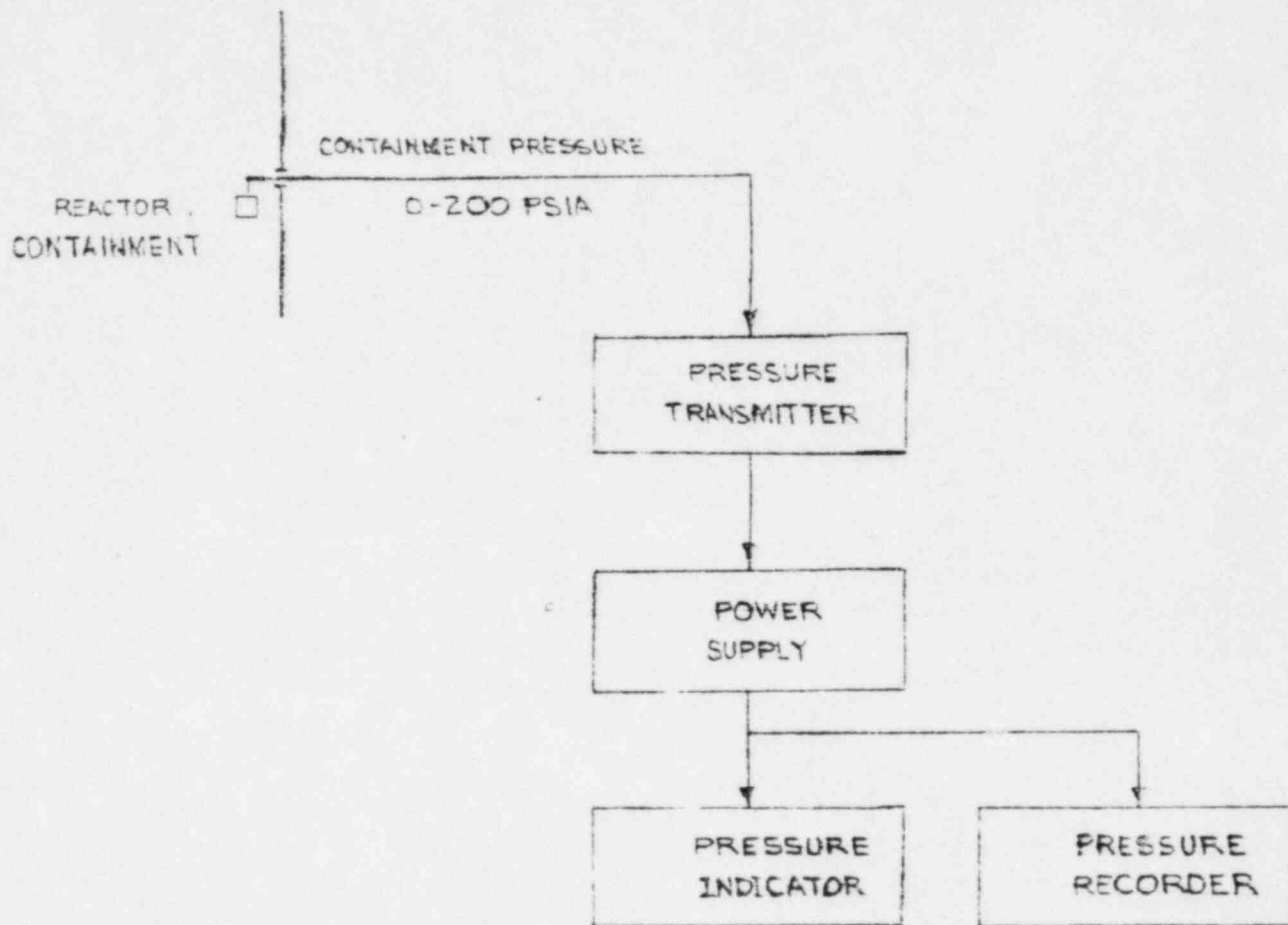 CONTAINMENT PRESSURE
0-200 PSIA
REACTOR
CONTAINMENT
PRESSURE
TRANSMITTER
POWER
SUPPLY
PRESSURE
INDICATOR
PRESSURE
RECORDER